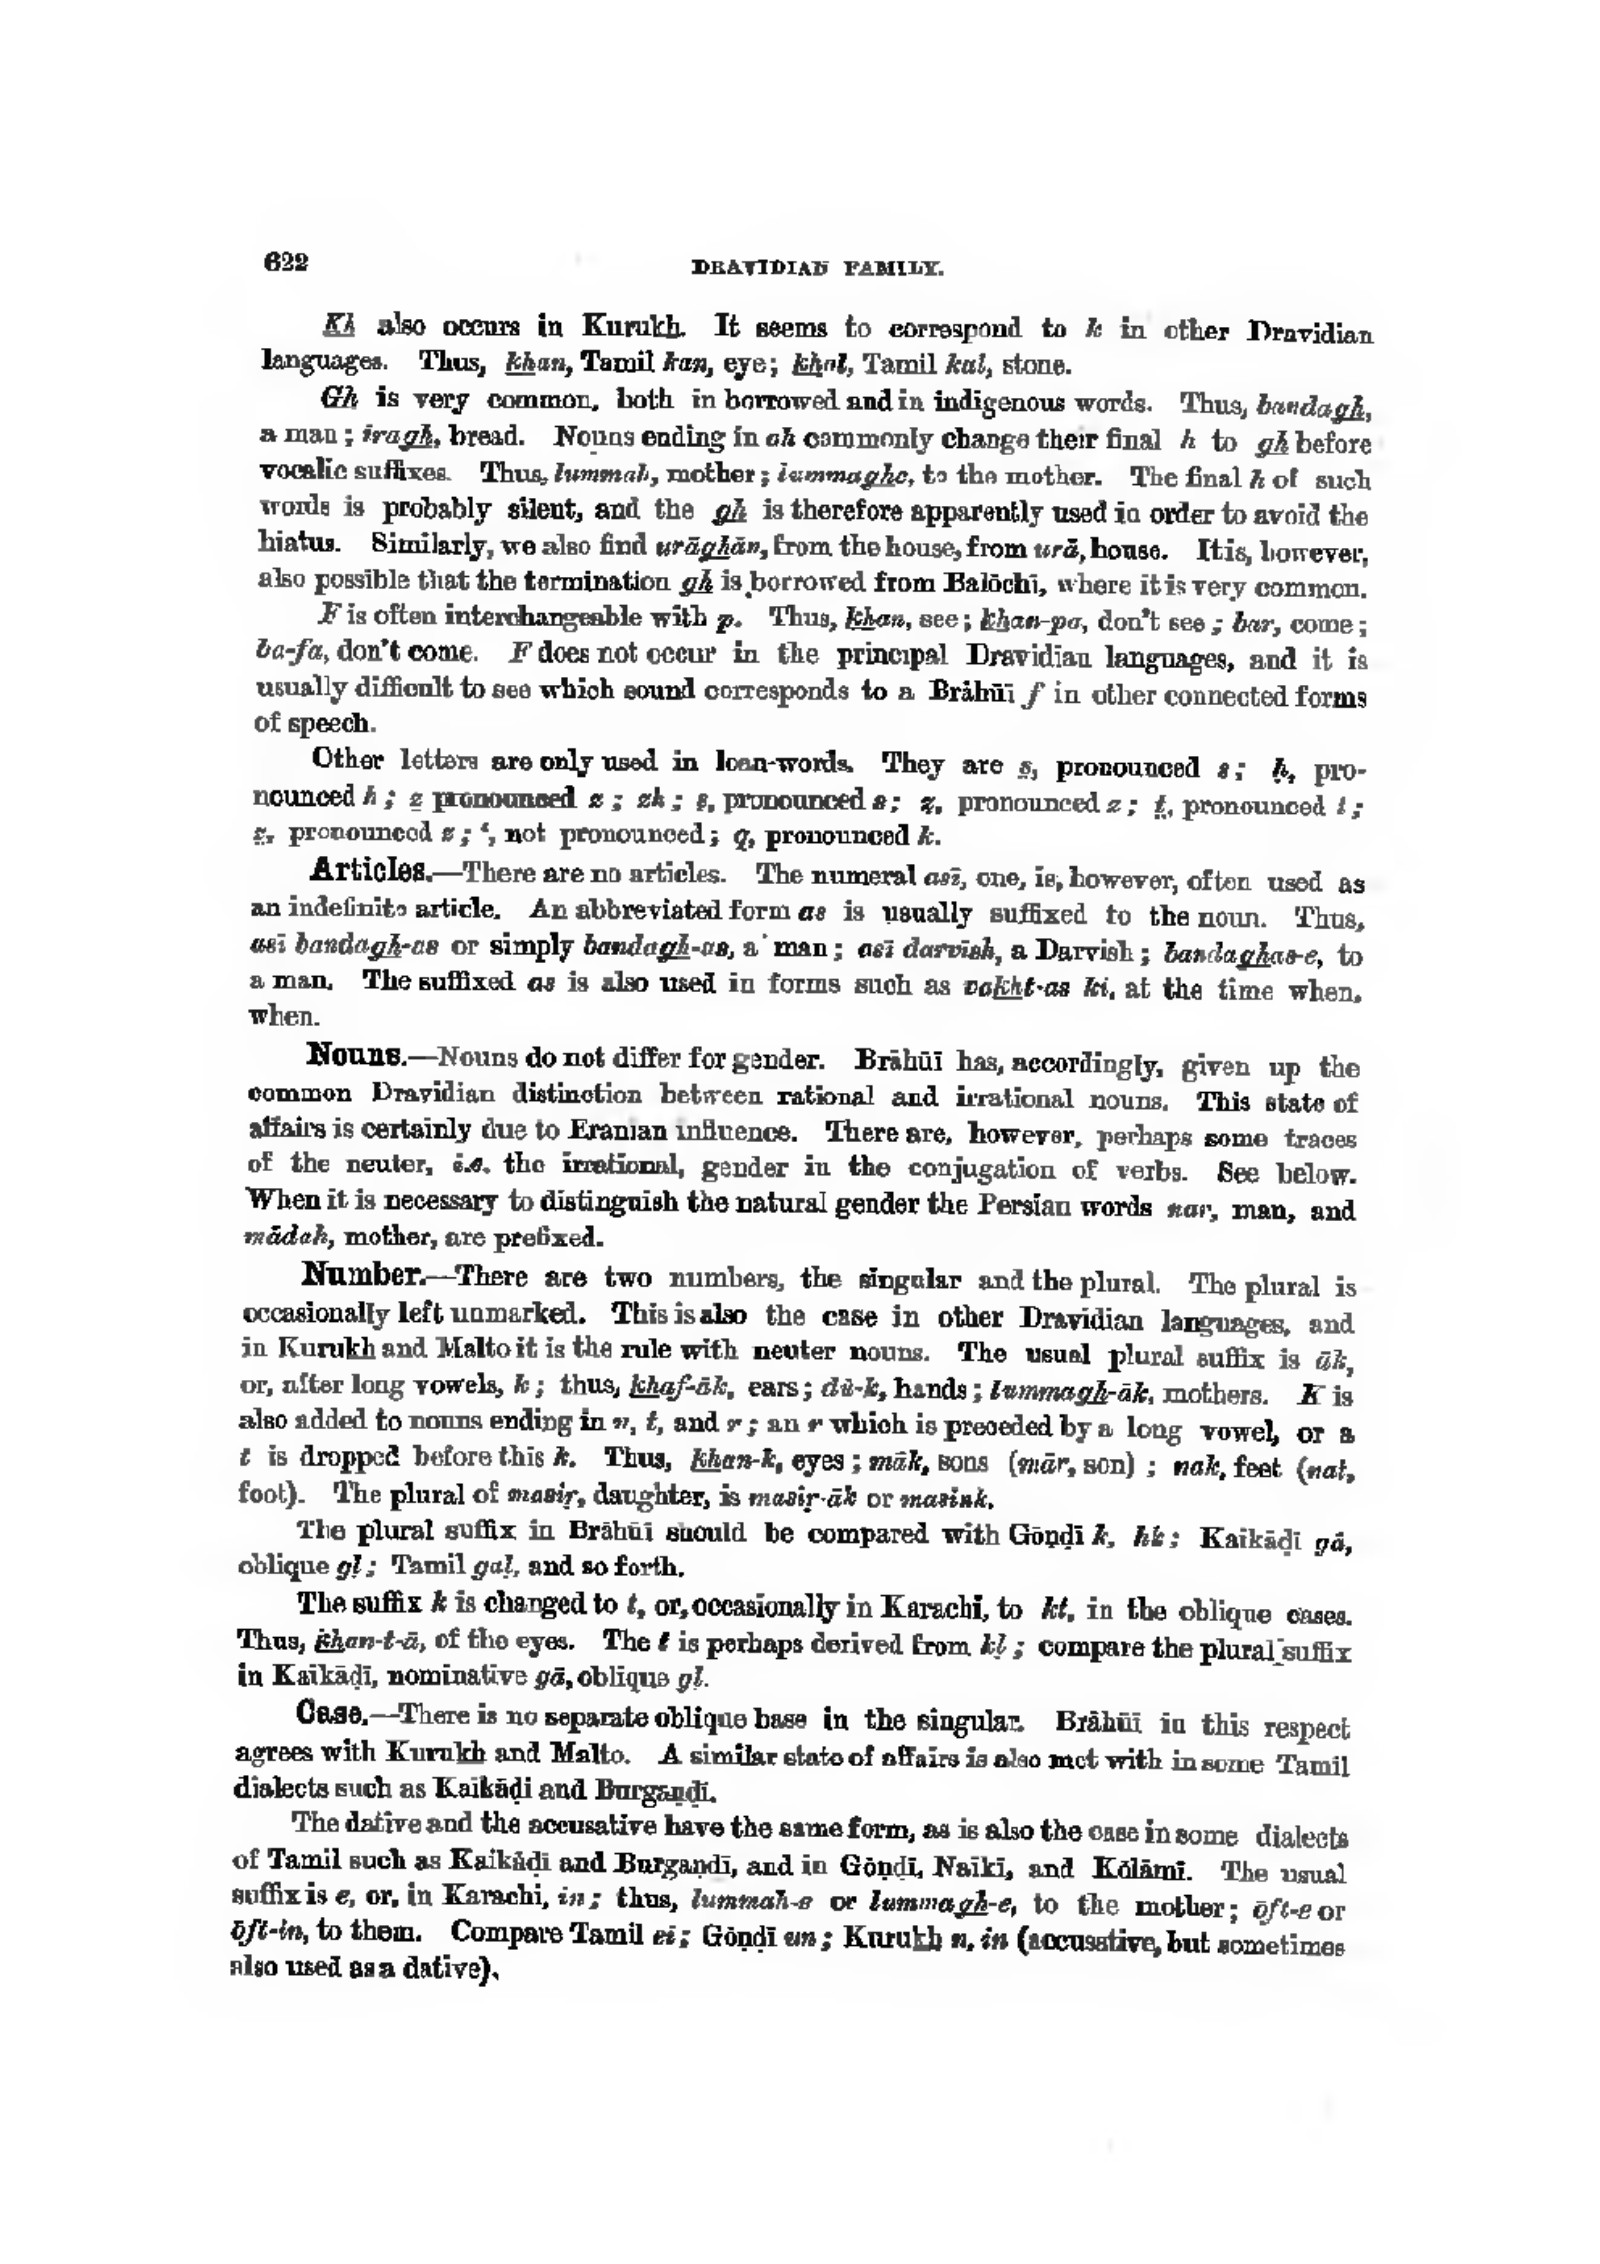 622 DRAVIDIAN FAMILY.
Kh also occurs in Kurukh. It seems to correspond to k in other Dravidian
languages. Thus, khan, Tamil kan, eye; khal, Tamil kal, stone.
Gh is very common, both in borrowed and in indigenous words. Thus, bandagh,
a man; iragh, bread. Nouns ending in ah commonly change their final h to gh before
vocalic suffixes. Thus, lummah, mother; lummaghe, to the mother. The final h of such
words is probably silent, and the gh is therefore apparently used in order to avoid the
hiatus. Similarly, we also find urāghān, from the house, from urā, house. It is, however,
also possible that the termination gh is borrowed from Balōchī, where it is very common.
F is often interchangeable with p. Thus, khan, see; khan-pa, don't see; bar, come;
ba-fa, don't come. F does not occur in the principal Dravidian languages, and it is
usually difficult to see which sound corresponds to a Brāhūī f in other connected forms
of speech.
Other letters are only used in loan-words. They are s̱, pronounced s; ḥ, pro-
nounced h; ẕ pronounced z; zh; ṣ, pronounced s; ẓ, pronounced z; ṯ, pronounced t;
ẓ, pronounced z; ‘, not pronounced; q, pronounced k.
Articles.—There are no articles. The numeral asī, one, is, however, often used as
an indefinite article. An abbreviated form as is usually suffixed to the noun. Thus,
asī bandagh-as or simply bandagh-as, a man; asī darvīsh, a Darvish; bandaghas-e, to
a man. The suffixed as is also used in forms such as vakht-as ki, at the time when,
when.
Nouns.—Nouns do not differ for gender. Brāhūī has, accordingly, given up the
common Dravidian distinction between rational and irrational nouns. This state of
affairs is certainly due to Eranian influence. There are, however, perhaps some traces
of the neuter, i.e. the irrational, gender in the conjugation of verbs. See below.
When it is necessary to distinguish the natural gender the Persian words nar, man, and
mādah, mother, are prefixed.
Number.—There are two numbers, the singular and the plural. The plural is
occasionally left unmarked. This is also the case in other Dravidian languages, and
in Kurukh and Malto it is the rule with neuter nouns. The usual plural suffix is āk,
or, after long vowels, k; thus, khaf-āk, ears; dū-k, hands; lummagh-āk, mothers. K is
also added to nouns ending in n, t, and r; an r which is preceded by a long vowel, or a
t is dropped before this k. Thus, khan-k, eyes; māk, sons (mār, son); nak, feet (nat,
foot). The plural of masiṛ, daughter, is masiṛ-āk or masink.
The plural suffix in Brāhūī should be compared with Gōṇḍī k, hk; Kaikāḍī gā,
oblique gḷ; Tamil gaḷ, and so forth.
The suffix k is changed to t, or, occasionally in Karachi, to kt, in the oblique cases.
Thus, khan-t-ā, of the eyes. The t is perhaps derived from kḷ; compare the plural suffix
in Kaikāḍī, nominative gā, oblique gḷ.
Case.—There is no separate oblique base in the singular. Brāhūī in this respect
agrees with Kurukh and Malto. A similar state of affairs is also met with in some Tamil
dialects such as Kaikāḍī and Burgaṇḍī.
The dative and the accusative have the same form, as is also the case in some dialects
of Tamil such as Kaikāḍī and Burgaṇḍī, and in Gōṇḍī, Naikī, and Kōlāmī. The usual
suffix is e, or, in Karachi, in; thus, lummah-e or lummagh-e, to the mother; ōft-e or
ōft-in, to them. Compare Tamil ei; Gōṇḍī un; Kurukh n, in (accusative, but sometimes
also used as a dative).